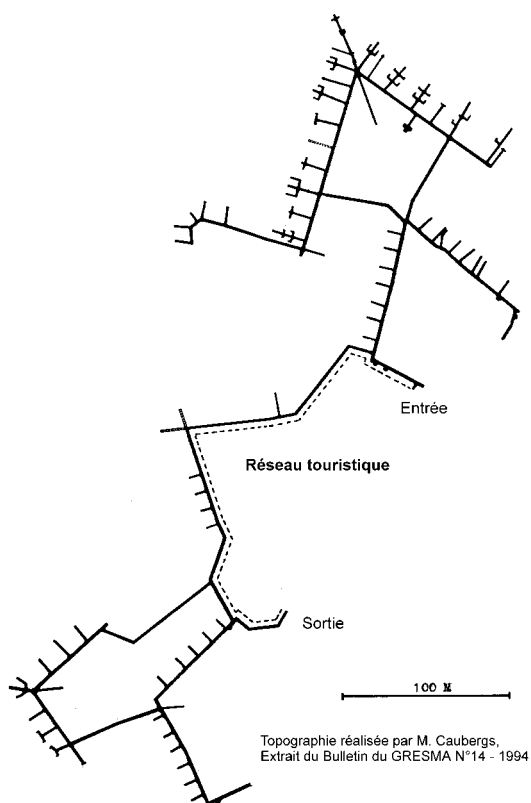 Entrée
Réseau touristique
Sortie
100 M
Topographie réalisée par M. Caubergs,
Extrait du Bulletin du GRESMA N°14 - 1994